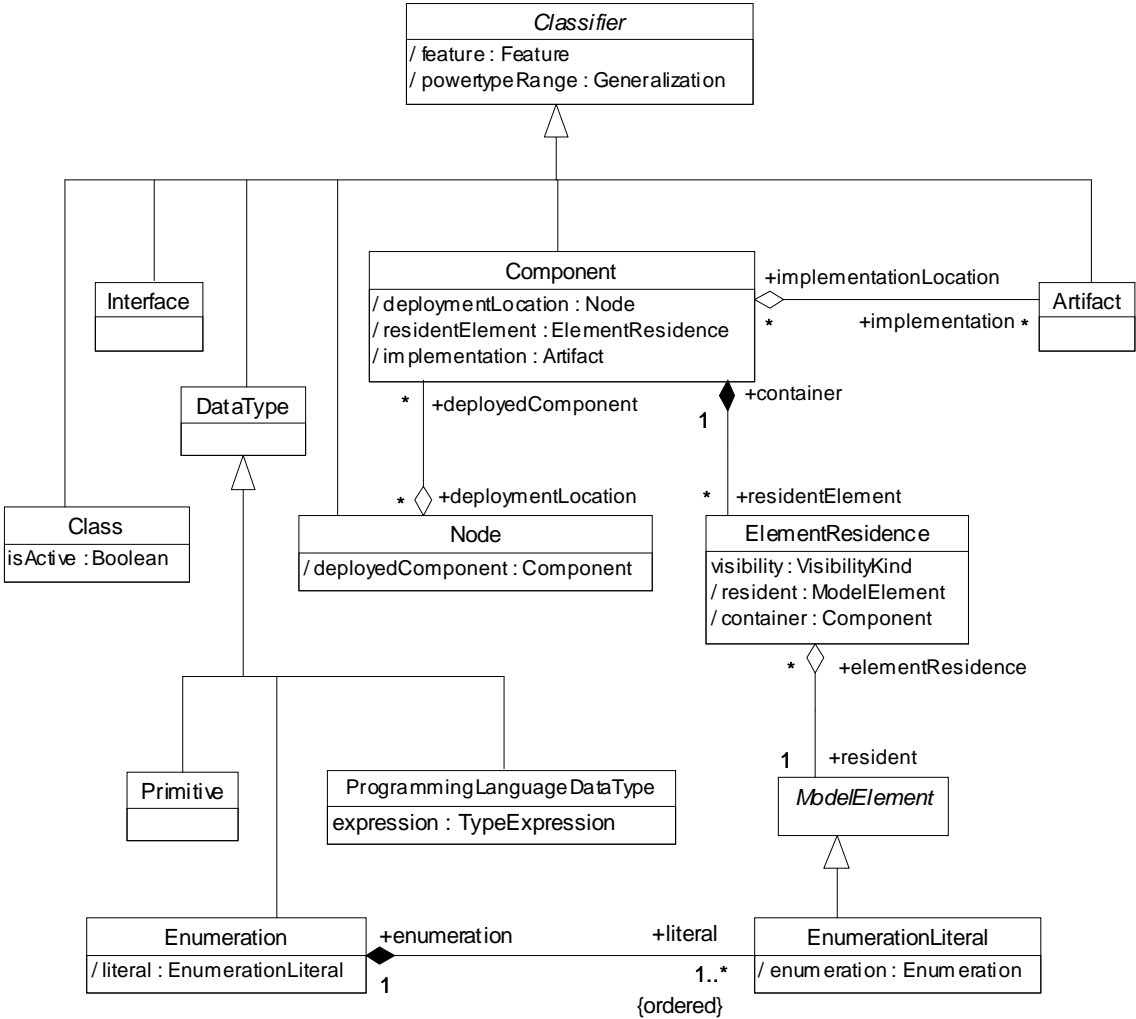 Classifier
/ feature : Feature
/ powertypeRange : Generalization
Component
/ deploymentLocation : Node
/ residentElement : ElementResidence
/ implementation : Artifact
+implementationLocation
*
+implementation *
Artifact
Interface
DataType
*
+deployedComponent
1
+container
*
+deploymentLocation
*
+residentElement
Class
isActive : Boolean
Node
/ deployedComponent : Component
ElementResidence
visibility : VisibilityKind
/ resident : ModelElement
/ container : Component
*
+elementResidence
1
+resident
Primitive
ProgrammingLanguageDataType
expression : TypeExpression
ModelElement
Enumeration
/ literal : EnumerationLiteral
+enumeration
1
+literal
1..*
{ordered}
EnumerationLiteral
/ enumeration : Enumeration